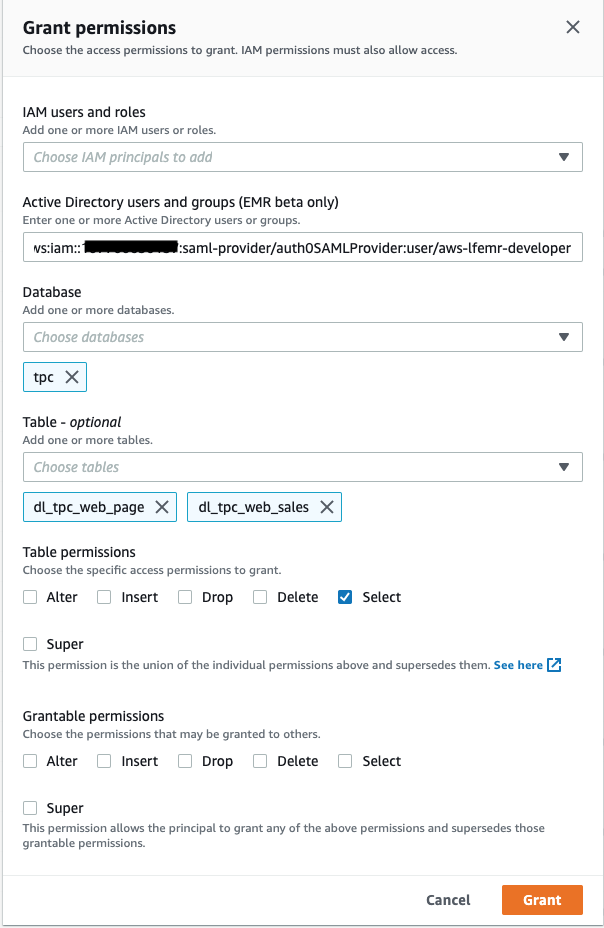 Grant permissions
Choose the access permissions to grant. IAM permissions must also allow access.
IAM users and roles
Add one or more IAM users or roles.
Choose IAM principals to add
Active Directory users and groups (EMR beta only)
Enter one or more Active Directory users or groups.
ws:iam:: :saml-provider/auth0SAMLProvider:user/aws-lfemr-developer
Database
Add one or more databases.
Choose databases
tpc
Table - optional
Add one or more tables.
Choose tables
dl_tpc_web_page dl_tpc_web_sales
Table permissions
Choose the specific access permissions to grant.
Alter Insert Drop Delete Select
Super
This permission is the union of the individual permissions above and supersedes them. See here
Grantable permissions
Choose the permissions that may be granted to others.
Alter Insert Drop Delete Select
Super
This permission allows the principal to grant any of the above permissions and supersedes those
grantable permissions.
Cancel Grant